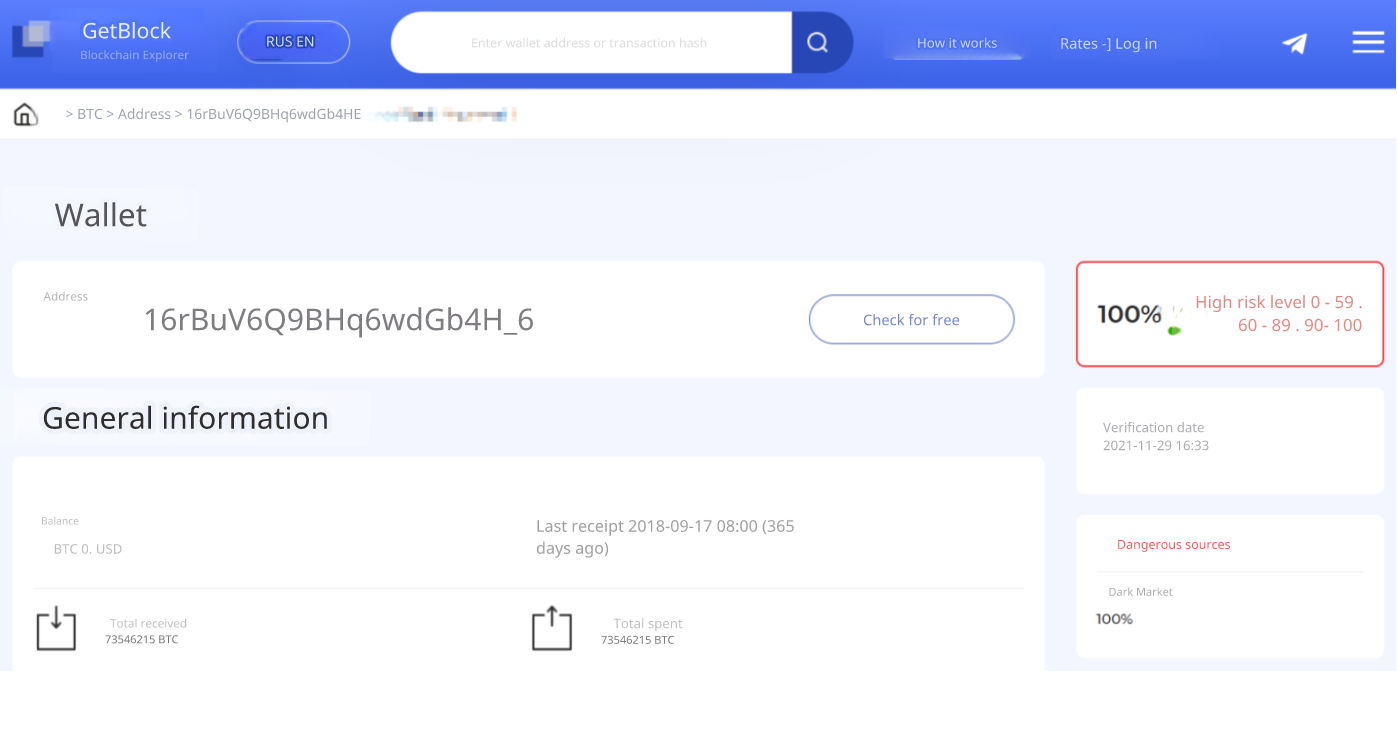 GetBlock
Blockchain Explorer
RUS EN
Enter wallet address or transaction hash
How it works
Rates -] Log in
> BTC > Address > 16rBuV6Q9BHq6wdGb4HE
Wallet
Address
16rBuV6Q9BHq6wdGb4H_6
Check for free
100%
High risk level 0 - 59 .
60 - 89 . 90- 100
General information
Verification date
2021-11-29 16:33
Balance
BTC 0. USD
Last receipt 2018-09-17 08:00 (365
days ago)
Dangerous sources
Dark Market
100%
Total received
73546215 BTC
Total spent
73546215 BTC